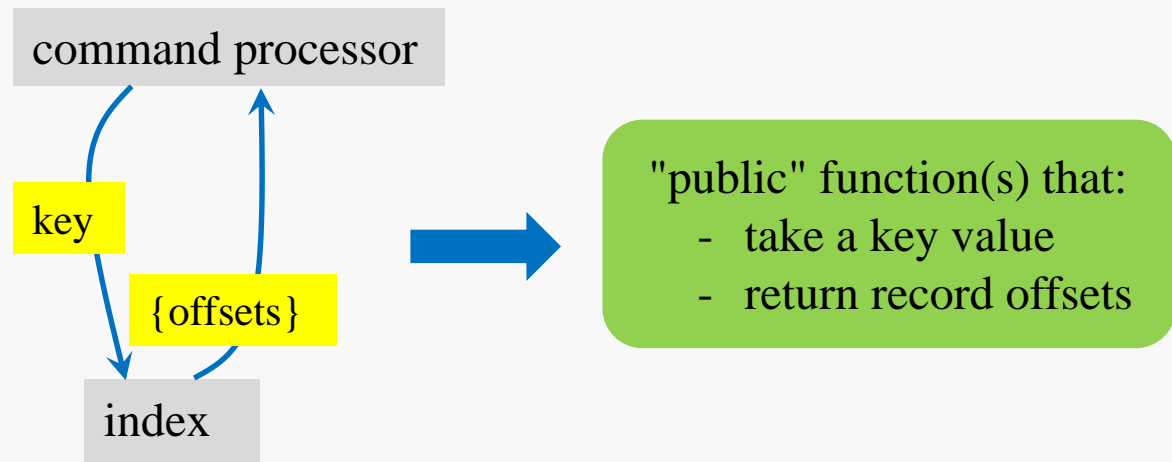 command processor
key
{offsets}
index
"public" function(s) that:
- take a key value
- return record offsets